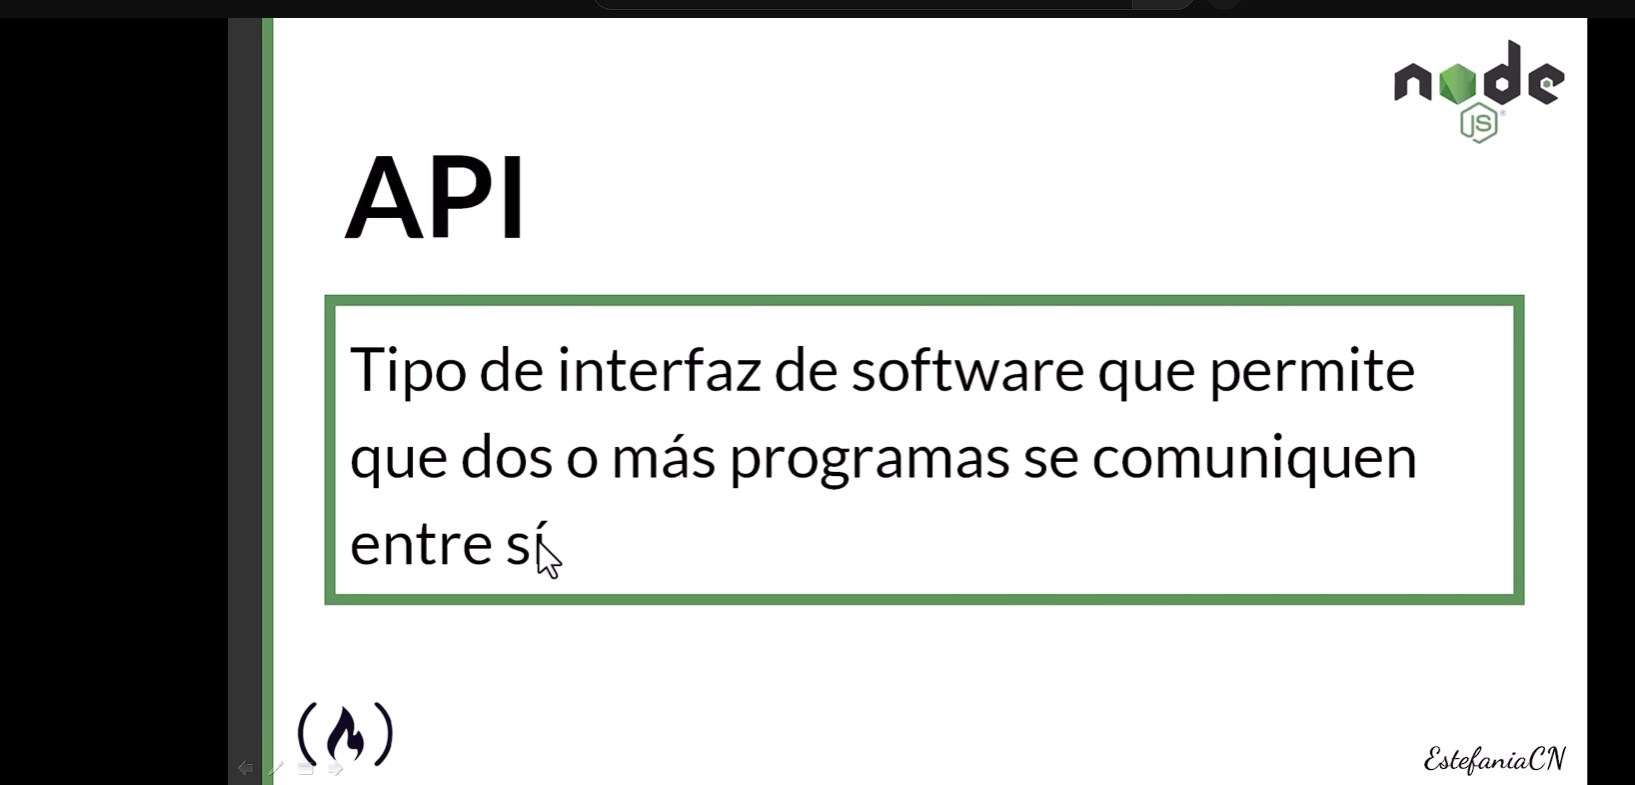 node
JS
API
Tipo de interfaz de software que permite
que dos o más programas se comuniquen
entre sí
EstefaniaCN